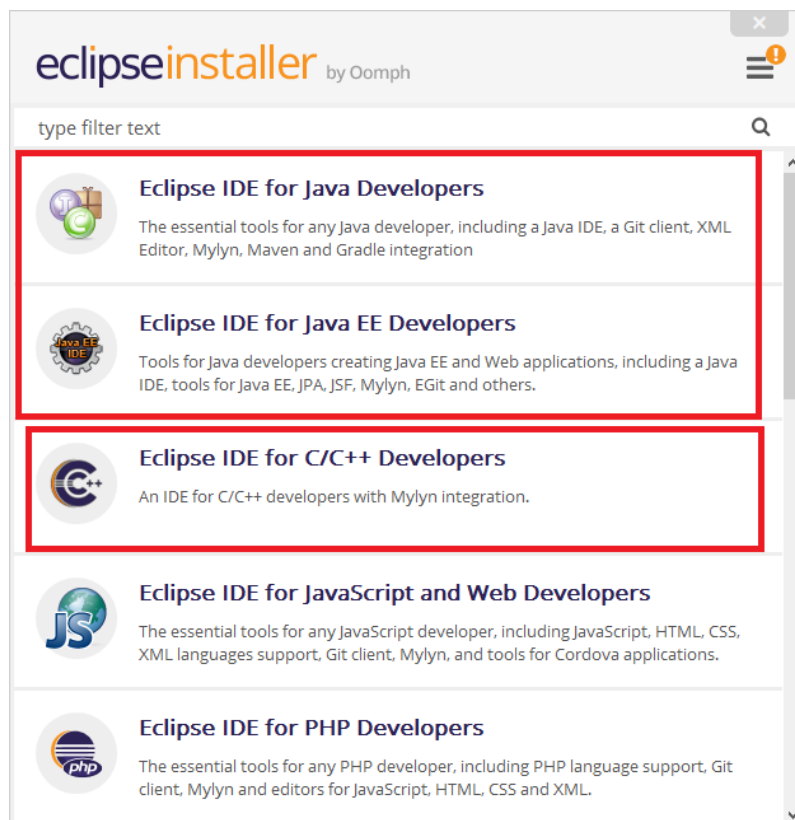 eclipseinstaller by Oomph
type filter text
Eclipse IDE for Java Developers
The essential tools for any Java developer, including a Java IDE, a Git client, XML
Editor, Mylyn, Maven and Gradle integration
Eclipse IDE for Java EE Developers
Java EE
IDE
Tools for Java developers creating Java EE and Web applications, including a Java
IDE, tools for Java EE, JPA, JSF, Mylyn, EGit and others.
Eclipse IDE for C/C++ Developers
C++
An IDE for C/C++ developers with Mylyn integration.
Eclipse IDE for JavaScript and Web Developers
JS
The essential tools for any JavaScript developer, including JavaScript, HTML, CSS,
XML languages support, Git client, Mylyn, and tools for Cordova applications.
Eclipse IDE for PHP Developers
php
The essential tools for any PHP developer, including PHP language support, Git
client, Mylyn and editors for JavaScript, HTML, CSS and XML.